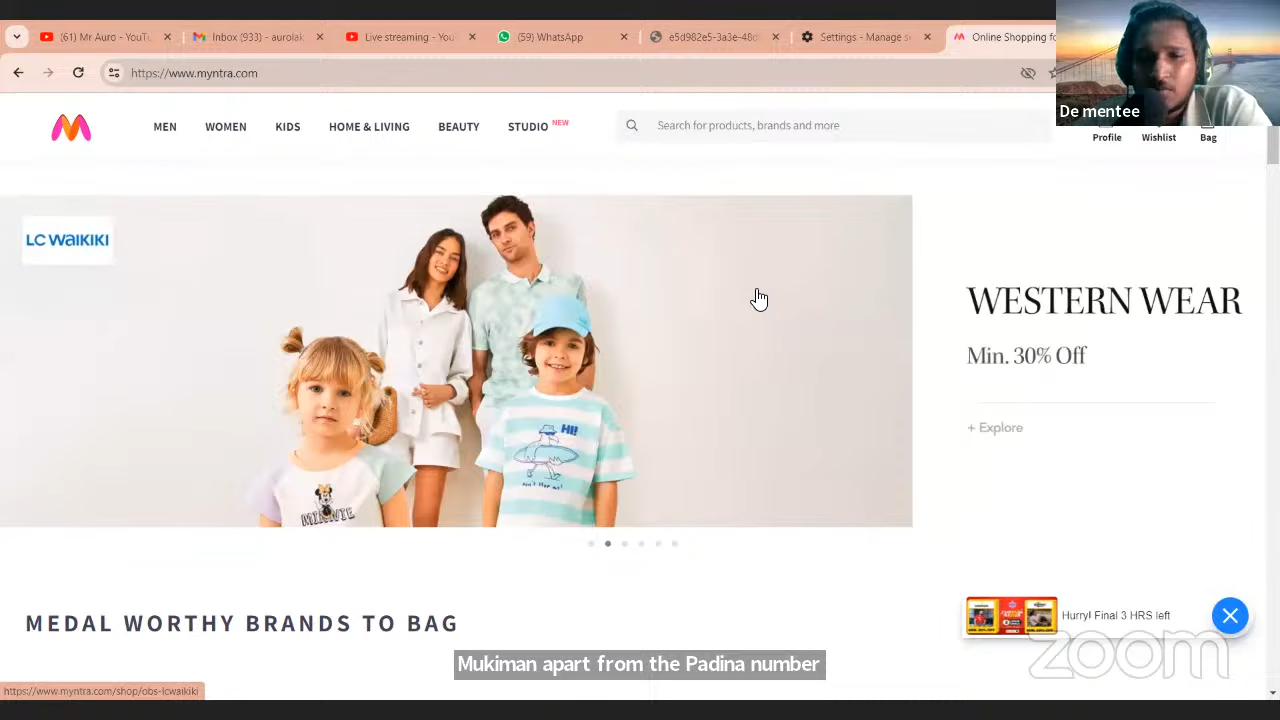 (61) Mr Auro - YouTu
Inbox (933) - aurolak
Live streaming - You
(59) WhatsApp
e5d982e5-3a3e-48d
Settings - Manage s
Online Shopping fo
https://www.myntra.com
De mentee
MEN
WOMEN
KIDS
HOME & LIVING
BEAUTY
STUDIO NEW
Search for products, brands and more
Profile
Wishlist
Bag
LC WAIKIKI
WESTERN WEAR
Min. 30% Off
+ Explore
HI!
MINNIE
MEDAL WORTHY BRANDS TO BAG
Hurry! Final 3 HRS left
zoom
Mukiman apart from the Padina number
https://www.myntra.com/shop/obs-lcwaikiki